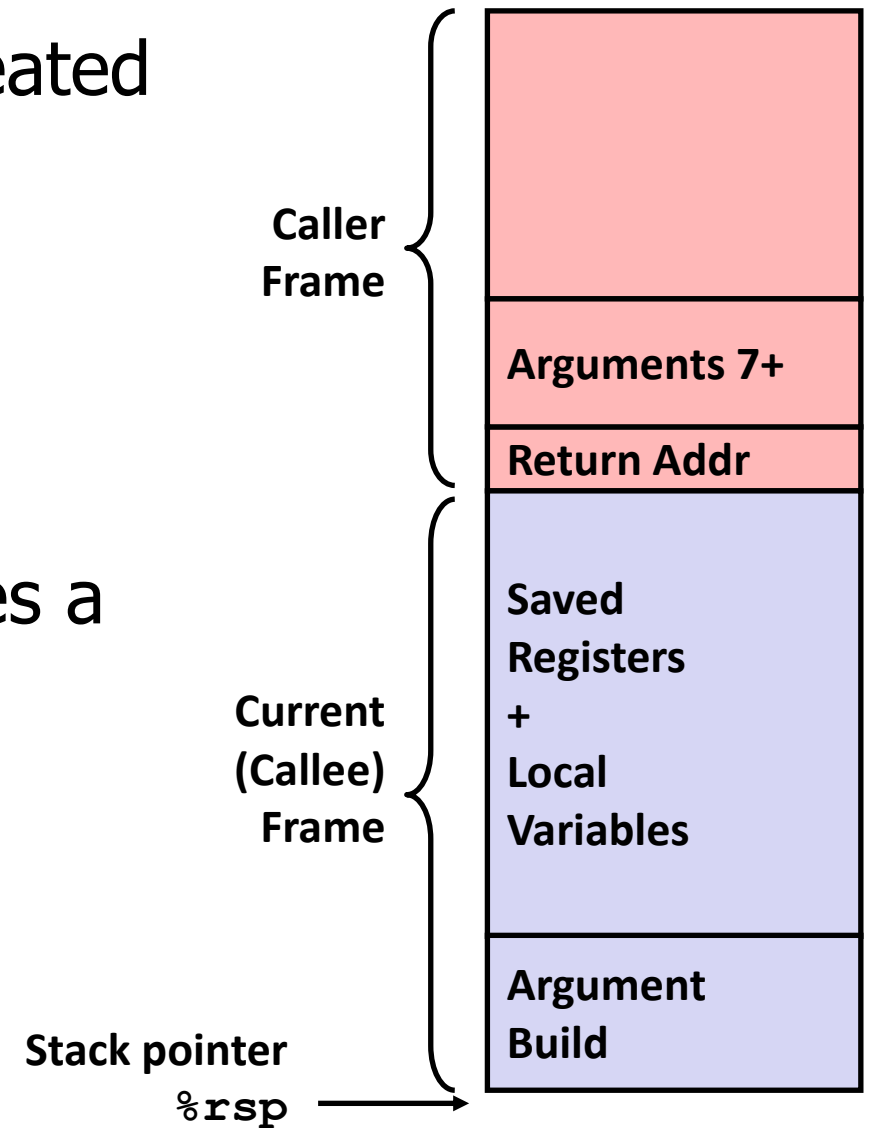 eated
Caller
Frame
Arguments 7+
Return Addr
es a
Saved
Registers
+
Local
Variables
Current
(Callee)
Frame
Argument
Build
Stack pointer
%rsp